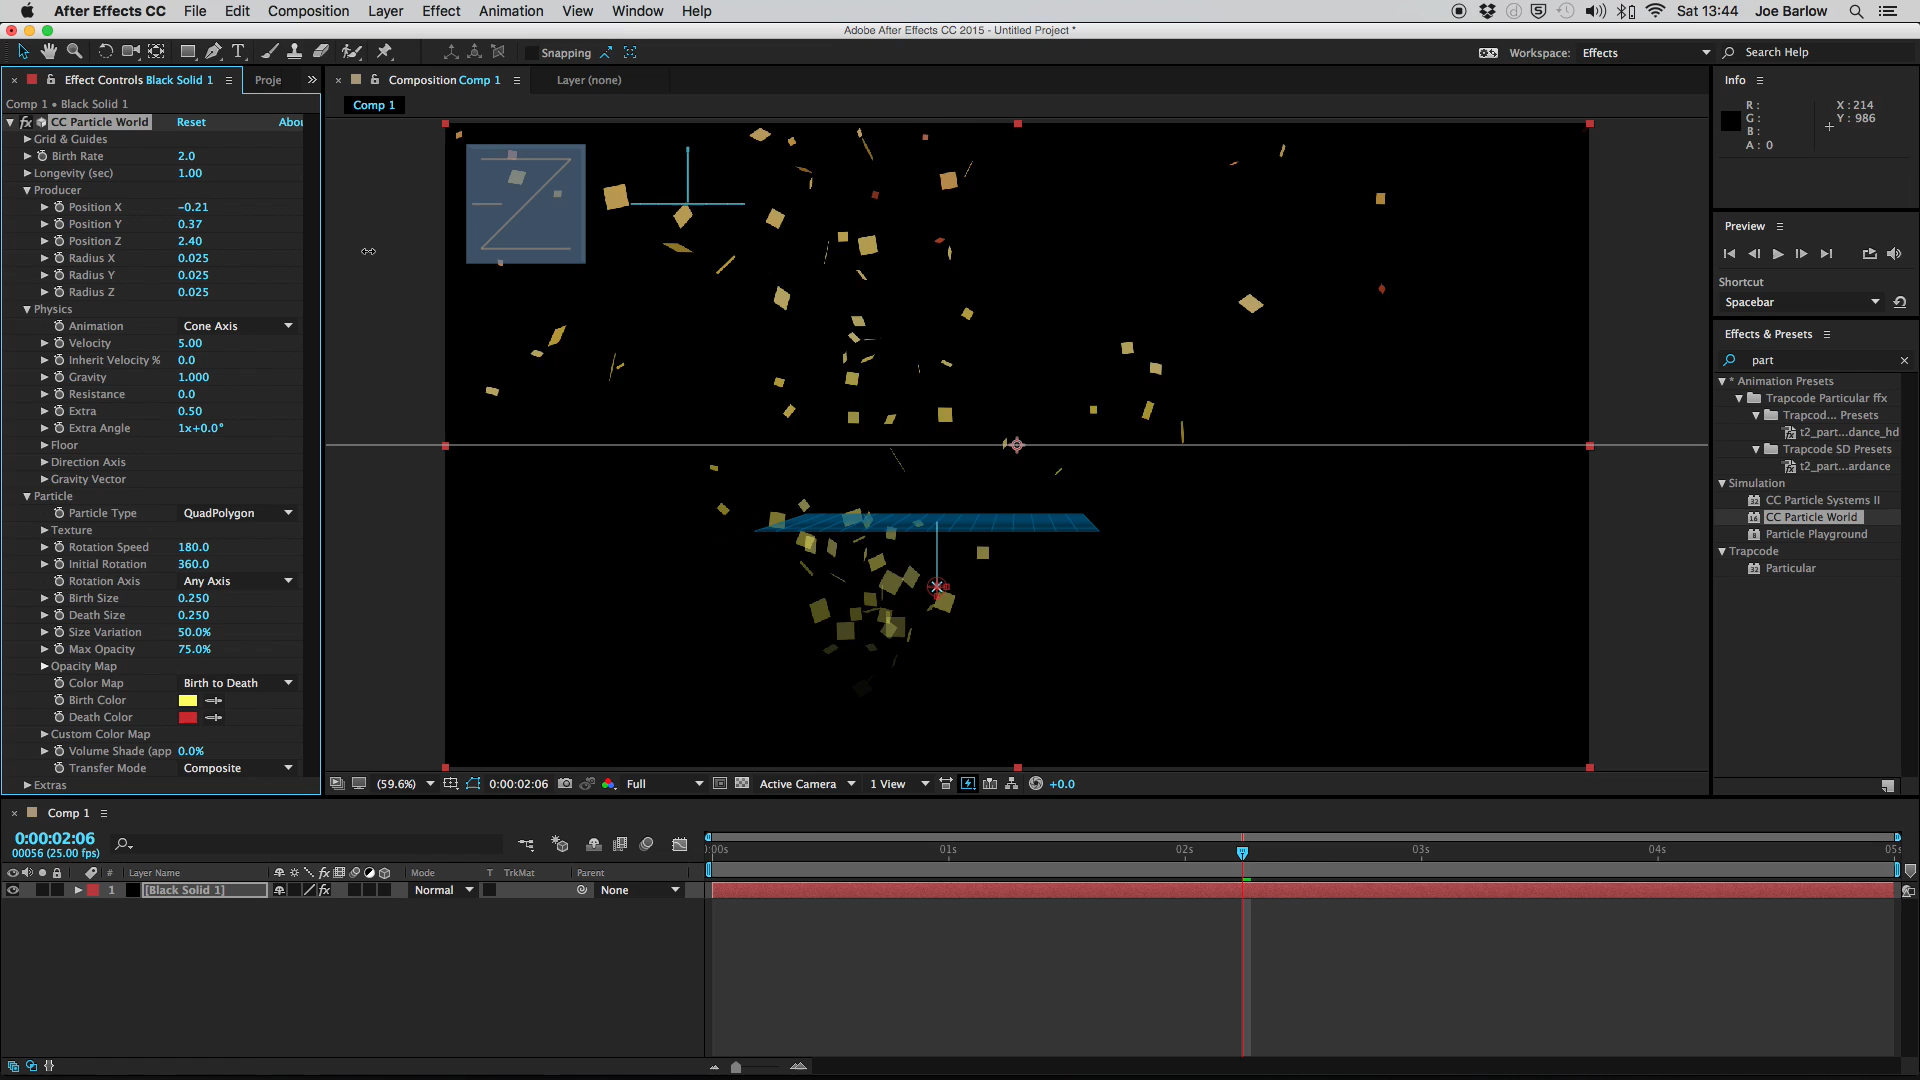 After Effects CC File Edit Composition Layer Effect Animation View Window Help Sat 13:44 Joe Barlow
Adobe After Effects CC 2015 - Untitled Project *
Snapping Workspace: Effects Search Help
Effect Controls Black Solid 1 Proje Composition Comp 1 Layer (none) Info
Comp 1 • Black Solid 1 Comp 1
R: X : 214
G: Y : 986
B:
A : 0
fx CC Particle World Reset Abou
Grid & Guides
Birth Rate 2.0
Longevity (sec) 1.00
Producer
Position X -0.21
Position Y 0.37
Position Z 2.40
Radius X 0.025
Radius Y 0.025
Radius Z 0.025
Physics
Animation Cone Axis
Velocity 5.00
Inherit Velocity % 0.0
Gravity 1.000
Resistance 0.0
Extra 0.50
Extra Angle 1x+0.0°
Floor
Direction Axis
Gravity Vector
Particle
Particle Type QuadPolygon
Texture
Rotation Speed 180.0
Initial Rotation 360.0
Rotation Axis Any Axis
Birth Size 0.250
Death Size 0.250
Size Variation 50.0%
Max Opacity 75.0%
Opacity Map
Color Map Birth to Death
Birth Color
Death Color
Custom Color Map
Volume Shade (app 0.0%
Transfer Mode Composite
Extras
Preview
Shortcut
Spacebar
Effects & Presets
part
* Animation Presets
Trapcode Particular ffx
Trapcod... Presets
t2_part...dance_hd
Trapcode SD Presets
t2_part...ardance
Simulation
CC Particle Systems II
CC Particle World
Particle Playground
Trapcode
Particular
(59.6%) 0:00:02:06 Full Active Camera 1 View +0.0
Comp 1
0:00:02:06
00056 (25.00 fps)
:00s 01s 02s 03s 04s 05s
# Layer Name fx Mode T TrkMat Parent
1 [Black Solid 1] fx Normal None